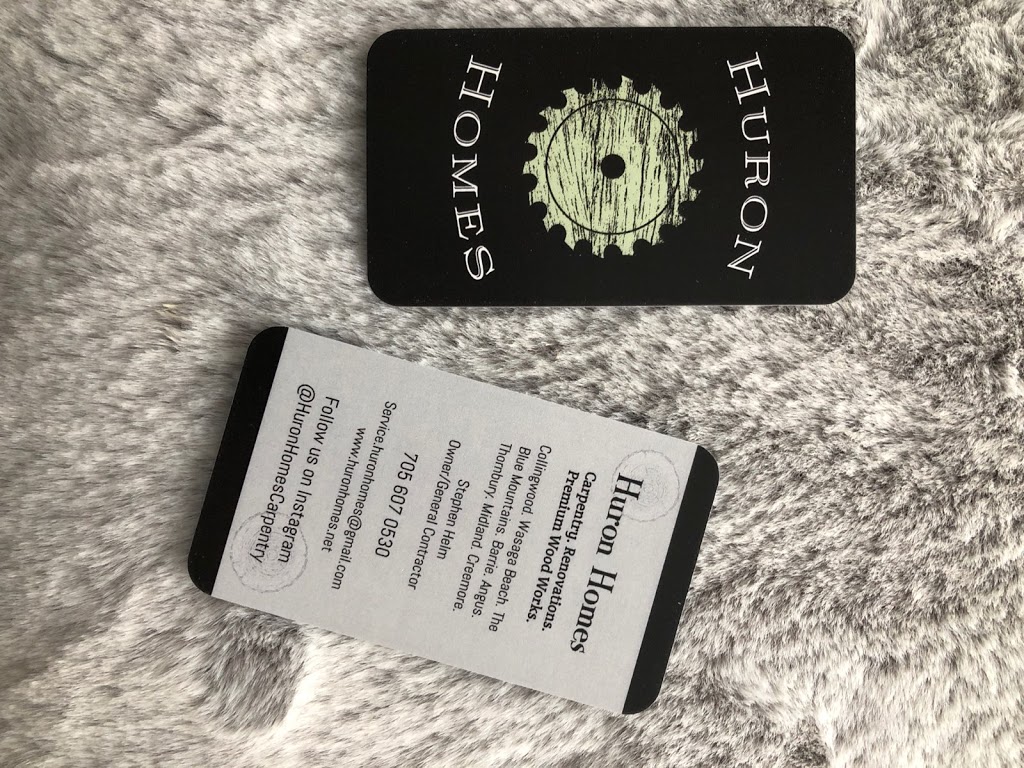 HURON
HOMES
Huron Homes
Carpentry. Renovations.
Premium Wood Works.
Collingwood. Wasaga Beach. The
Blue Mountains. Barrie. Angus.
Thornbury. Midland. Creemore.
Stephen Helm
Owner/General Contractor
705 607 0530
Service.huronhomes@gmail.com
www.huronhomes.net
Follow us on Instagram
@HuronHomesCarpentry